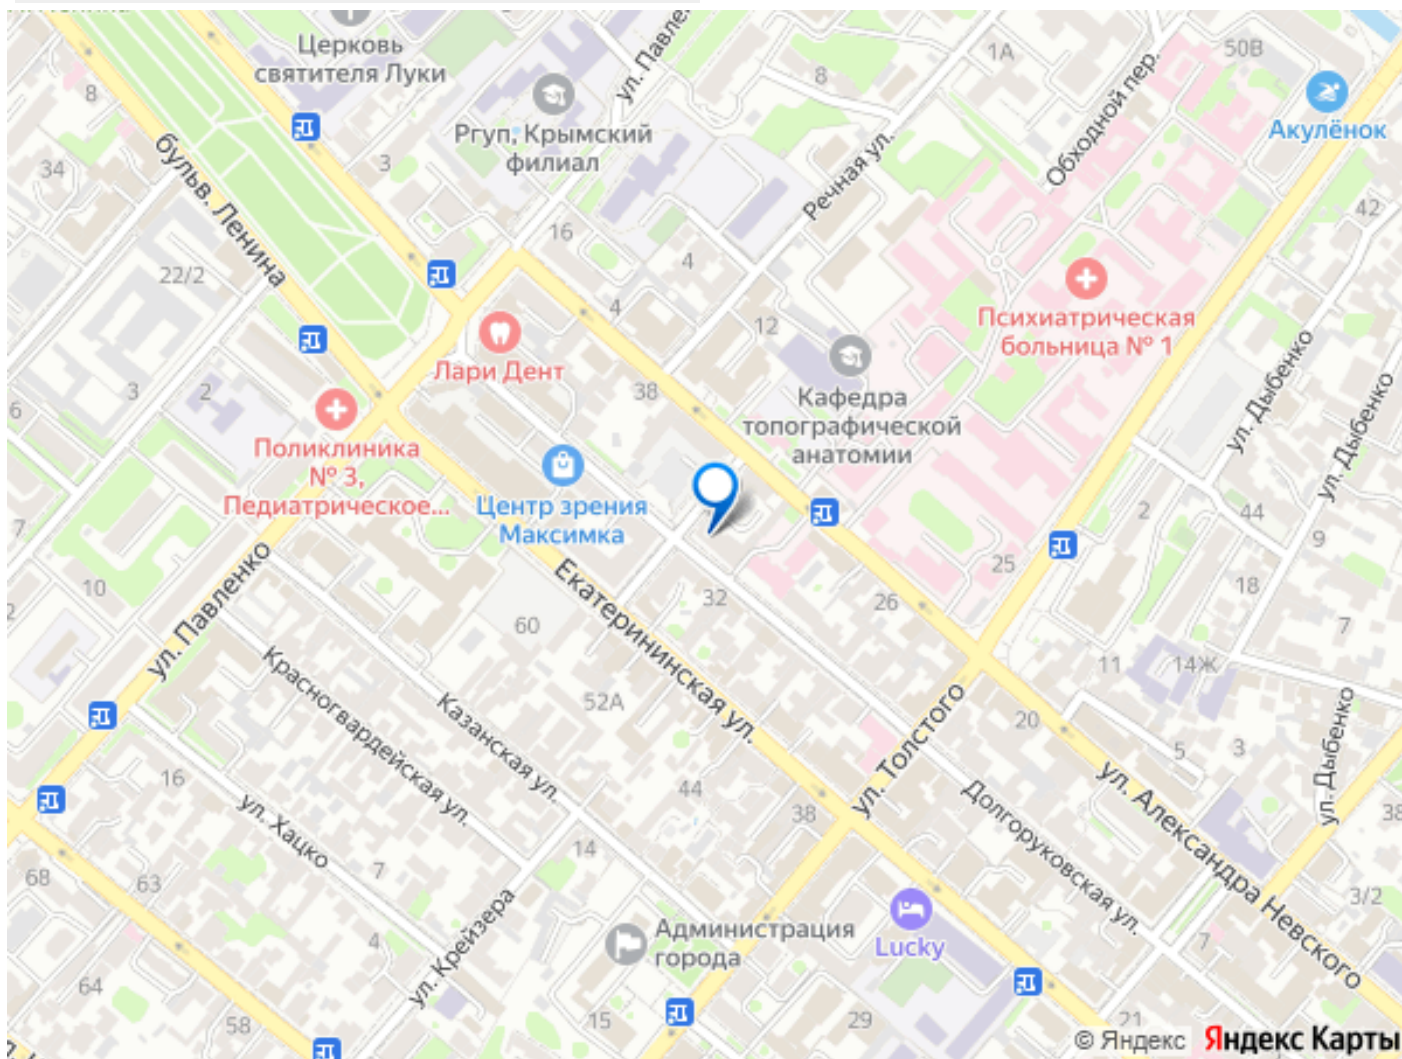 Церковь
святителя Луки
ул. Павле
1А
50В
8
8
Обходной пер.
Акулёнок
Ргуп, Крымский
филиал
3
34
бульв. Ленина
Речная ул.
42
16
4
22/2
4
12
Психиатрическая
больница № 1
Лари Дент
38
3
2
6
Кафедра
топографической
анатомии
ул. Дыбенко
ул. Дыбенко
Поликлиника
№ 3,
Педиатрическое...
Центр зрения
Максимка
7
2
44
9
25
18
10
32
26
7
2
ул. Павленко
Екатерининская ул.
60
11
14Ж
Красногвардейская ул.
Казанская ул.
52А
20
5
3
ул. Дыбенко
16
44
38
ул. Толстого
ул. Александра Невского
Долгоруковская ул.
38
ул. Хацко
7
14
68
63
3/2
ул. Крейзера
4
Администрация
города
Lucky
7
64
58
15
29
21
© Яндекс Яндекс Карты